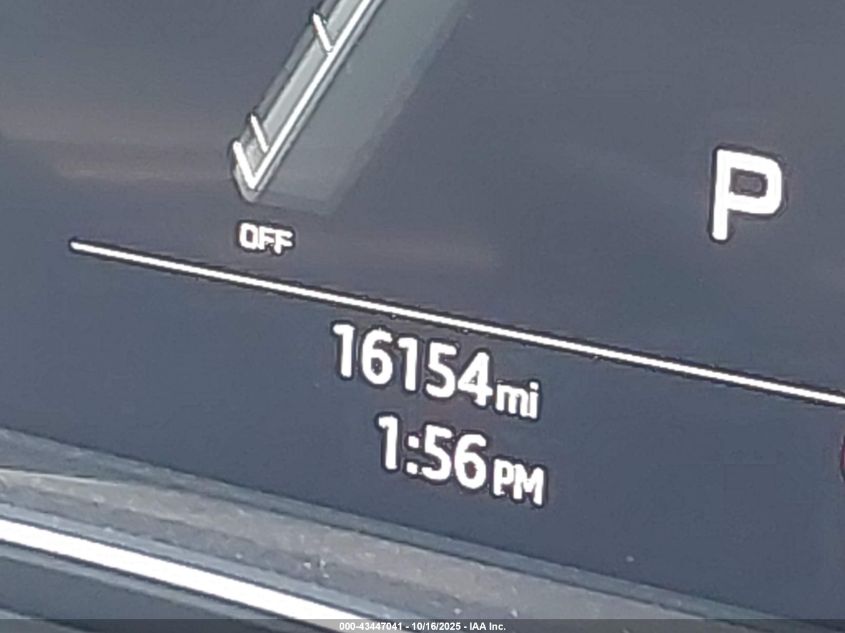 P
OFF
16154mi
1:56PM
000-43447041 - 10/16/2025 - IAA Inc.